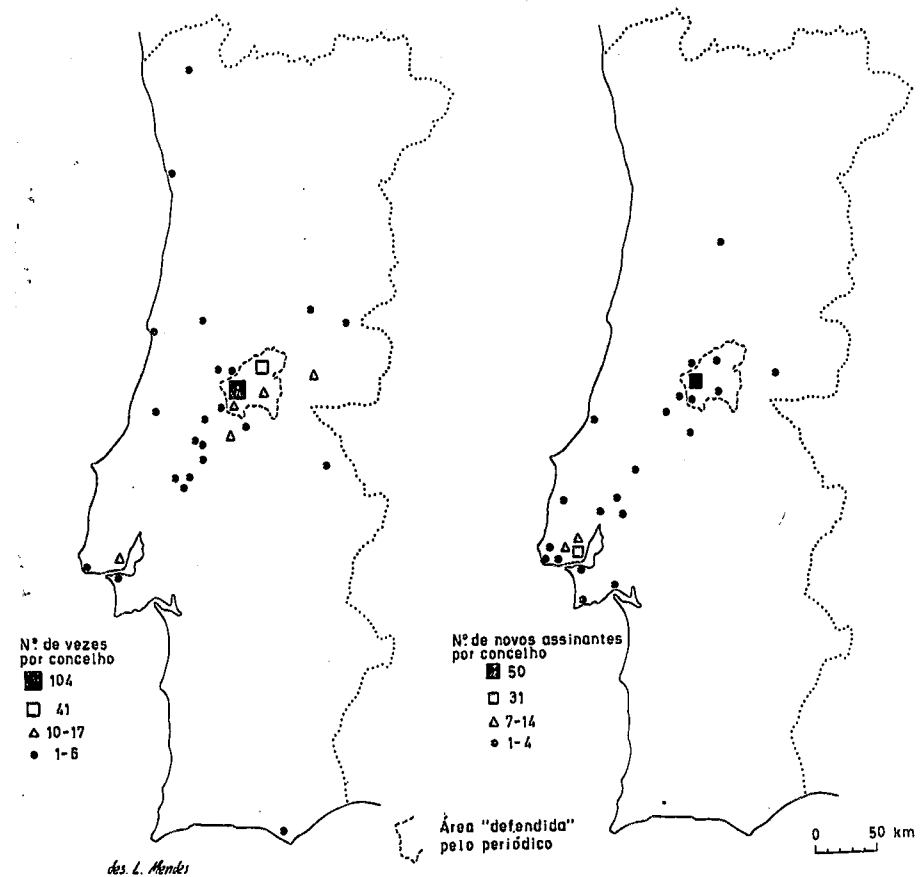 Nº de vezes
por concelho
104
41
10-17
1-6
Nº de novos assinantes
por concelho
50
31
7-14
1-4
Área "defendida"
pelo periódico
0 50 km
des. L. Mendes